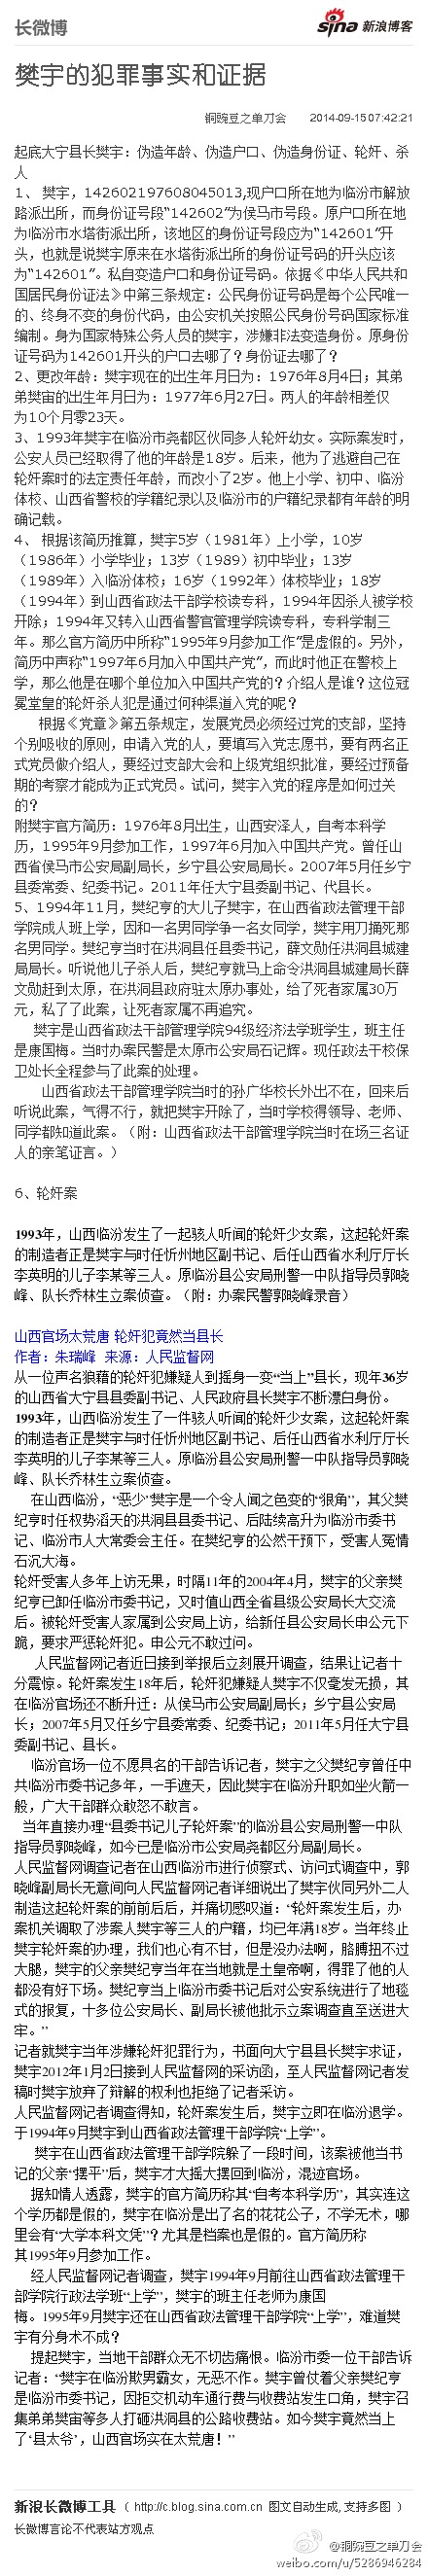 长微博
sina 新浪博客
樊宇的犯罪事实和证据
铜豌豆之单刀会 2014-09-15 07:42:21
起底大宁县长樊宇：伪造年龄、伪造户口、伪造身份证、轮奸、杀
人
1、 樊宇，142602197608045013,现户口所在地为临汾市解放
路派出所，而身份证号段“142602”为侯马市号段。原户口所在地
为临汾市水塔街派出所，该地区的身份证号段应为“142601”开
头，也就是说樊宇原来在水塔街派出所的身份证号码的开头应该
为“142601”。私自变造户口和身份证号码。依据《中华人民共和
国居民身份证法》中第三条规定：公民身份证号码是每个公民唯一
的、终身不变的身份代码，由公安机关按照公民身份号码国家标准
编制。身为国家特殊公务人员的樊宇，涉嫌非法变造身份。原身份
证号码为142601开头的户口去哪了？身份证去哪了？
2、更改年龄：樊宇现在的出生年月日为：1976年8月4日；其弟
弟樊宙的出生年月日为：1977年6月27日。两人的年龄相差仅
为10个月零23天。
3、1993年樊宇在临汾市尧都区伙同多人轮奸幼女。实际案发时，
公安人员已经取得了他的年龄是18岁。后来，他为了逃避自己在
轮奸案时的法定责任年龄，而改小了2岁。他上小学、初中、临汾
体校、山西省警校的学籍纪录以及临汾市的户籍纪录都有年龄的明
确记载。
4、 根据该简历推算，樊宇5岁（1981年）上小学，10岁
（1986年）小学毕业；13岁（1989）初中毕业；13岁
（1989年）入临汾体校；16岁（1992年）体校毕业；18岁
（1994年）到山西省政法干部学校读专科，1994年因杀人被学校
开除；1994年又转入山西省警官管理学院读专科，专科学制三
年。那么官方简历中所称“1995年9月参加工作”是虚假的。另外，
简历中声称“1997年6月加入中国共产党”，而此时他正在警校上
学，那么他是在哪个单位加入中国共产党的？介绍人是谁？这位冠
冕堂皇的轮奸杀人犯是通过何种渠道入党的呢？
根据《党章》第五条规定，发展党员必须经过党的支部，坚持
个别吸收的原则，申请入党的人，要填写入党志愿书，要有两名正
式党员做介绍人，要经过支部大会和上级党组织批准，要经过预备
期的考察才能成为正式党员。试问，樊宇入党的程序是如何过关
的？
附樊宇官方简历：1976年8月出生，山西安泽人，自考本科学
历，1995年9月参加工作，1997年6月加入中国共产党。曾任山
西省侯马市公安局副局长，乡宁县公安局局长。2007年5月任乡宁
县委常委、纪委书记。2011年任大宁县委副书记、代县长。
5、1994年11月，樊纪亨的大儿子樊宇，在山西省政法管理干部
学院成人班上学，因和一名男同学争一名女同学，樊宇用刀捅死那
名男同学。樊纪亨当时在洪洞县任县委书记，薛文勋任洪洞县城建
局局长。听说他儿子杀人后，樊纪亨就马上命令洪洞县城建局长薛
文勋赶到太原，在洪洞县政府驻太原办事处，给了死者家属30万
元，私了了此案，让死者家属不再追究。
樊宇是山西省政法干部管理学院94级经济法学班学生，班主任
是康国梅。当时办案民警是太原市公安局石记辉。现任政法干校保
卫处长全程参与了此案的处理。
山西省政法干部管理学院当时的孙广华校长外出不在，回来后
听说此案，气得不行，就把樊宇开除了，当时学校得领导、老师、
同学都知道此案。（附：山西省政法干部管理学院当时在场三名证
人的亲笔证言。）
6、轮奸案
1993年，山西临汾发生了一起骇人听闻的轮奸少女案，这起轮奸案
的制造者正是樊宇与时任忻州地区副书记、后任山西省水利厅厅长
李英明的儿子李某等三人。原临汾县公安局刑警一中队指导员郭晓
峰、队长乔林生立案侦查。（附：办案民警郭晓峰录音）
山西官场太荒唐 轮奸犯竟然当县长
作者：朱瑞峰 来源：人民监督网
从一位声名狼藉的轮奸犯嫌疑人到摇身一变“当上”县长，现年36岁
的山西省大宁县县委副书记、人民政府县长樊宇不断漂白身份。
1993年，山西临汾发生了一件骇人听闻的轮奸少女案，这起轮奸案
的制造者正是樊宇与时任忻州地区副书记、后任山西省水利厅厅长
李英明的儿子李某等三人。原临汾县公安局刑警一中队指导员郭晓
峰、队长乔林生立案侦查。
在山西临汾，“恶少”樊宇是一个令人闻之色变的“狠角”，其父樊
纪亨时任权势滔天的洪洞县县委书记、后陆续高升为临汾市委书
记、临汾市人大常委会主任。在樊纪亨的公然干预下，受害人冤情
石沉大海。
轮奸受害人多年上访无果，时隔11年的2004年4月，樊宇的父亲樊
纪亨已卸任临汾市委书记，又时值山西全省县级公安局长大交流
后。被轮奸受害人家属到公安局上访，给新任县公安局长申公元下
跪，要求严惩轮奸犯。申公元不敢过问。
人民监督网记者近日接到举报后立刻展开调查，结果让记者十
分震惊。轮奸案发生18年后，轮奸犯嫌疑人樊宇不仅毫发无损，其
在临汾官场还不断升迁：从侯马市公安局副局长；乡宁县公安局
长；2007年5月又任乡宁县委常委、纪委书记；2011年5月任大宁县
委副书记、县长。
临汾官场一位不愿具名的干部告诉记者，樊宇之父樊纪亨曾任中
共临汾市委书记多年，一手遮天，因此樊宇在临汾升职如坐火箭一
般，广大干部群众敢怒不敢言。
当年直接办理“县委书记儿子轮奸案”的临汾县公安局刑警一中队
指导员郭晓峰，如今已是临汾市公安局尧都区分局副局长。
人民监督网调查记者在山西临汾市进行侦察式、访问式调查中，郭
晓峰副局长无意间向人民监督网记者详细说出了樊宇伙同另外二人
制造这起轮奸案的前前后后，并痛切感叹道：“轮奸案发生后，办
案机关调取了涉案人樊宇等三人的户籍，均已年满18岁。当年终止
樊宇轮奸案的办理，我们也心有不甘，但是没办法啊，胳膊扭不过
大腿，樊宇的父亲樊纪亨当年在当地就是土皇帝啊，得罪了他的人
都没有好下场。樊纪亨当上临汾市委书记后对公安系统进行了地毯
式的报复，十多位公安局长、副局长被他批示立案调查直至送进大
牢。”
记者就樊宇当年涉嫌轮奸犯罪行为，书面向大宁县县长樊宇求证，
樊宇2012年1月2日接到人民监督网的采访函，至人民监督网记者发
稿时樊宇放弃了辩解的权利也拒绝了记者采访。
人民监督网记者调查得知，轮奸案发生后，樊宇立即在临汾退学。
于1994年9月樊宇到山西省政法管理干部学院“上学”。
樊宇在山西省政法管理干部学院躲了一段时间，该案被他当书
记的父亲“摆平”后，樊宇才大摇大摆回到临汾，混迹官场。
据知情人透露，樊宇的官方简历称其“自考本科学历”，其实连这
个学历都是假的，樊宇在临汾是出了名的花花公子，不学无术，哪
里会有“大学本科文凭”？尤其是档案也是假的。官方简历称
其1995年9月参加工作。
经人民监督网记者调查，樊宇1994年9月前往山西省政法管理干
部学院行政法学班“上学”，樊宇的班主任老师为康国
梅。1995年9月樊宇还在山西省政法管理干部学院“上学”，难道樊
宇有分身术不成？
提起樊宇，当地干部群众无不切齿痛恨。临汾市委一位干部告诉
记者：“樊宇在临汾欺男霸女，无恶不作。樊宇曾仗着父亲樊纪亨
是临汾市委书记，因拒交机动车通行费与收费站发生口角，樊宇召
集弟弟樊宙等多人打砸洪洞县的公路收费站。如今樊宇竟然当上
了‘县太爷’，山西官场实在太荒唐！”
新浪长微博工具 （ http://c.blog.sina.com.cn 图文自动生成, 支持多图 ）
长微博言论不代表站方观点
@铜豌豆之单刀会
weibo.com/u/5286946284